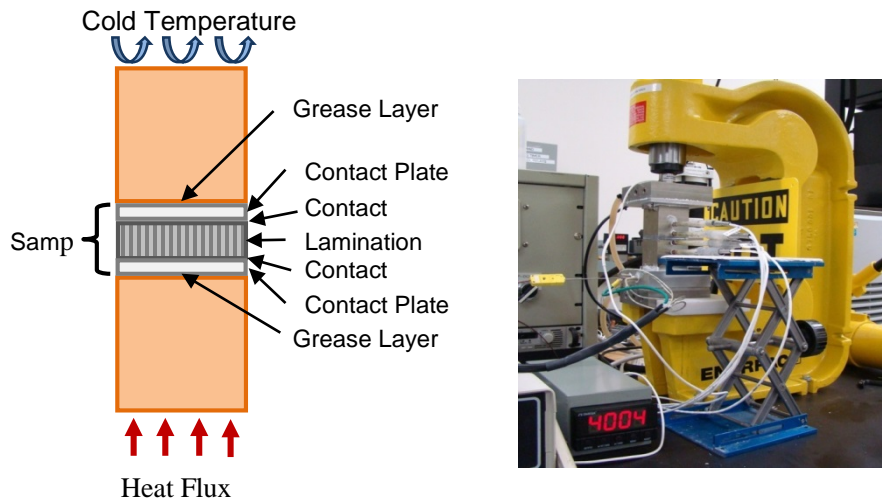 Cold Temperature
Grease Layer
Contact Plate
Contact
Samp
Lamination
Contact
Contact Plate
Grease Layer
Heat Flux
CAUTION
4004